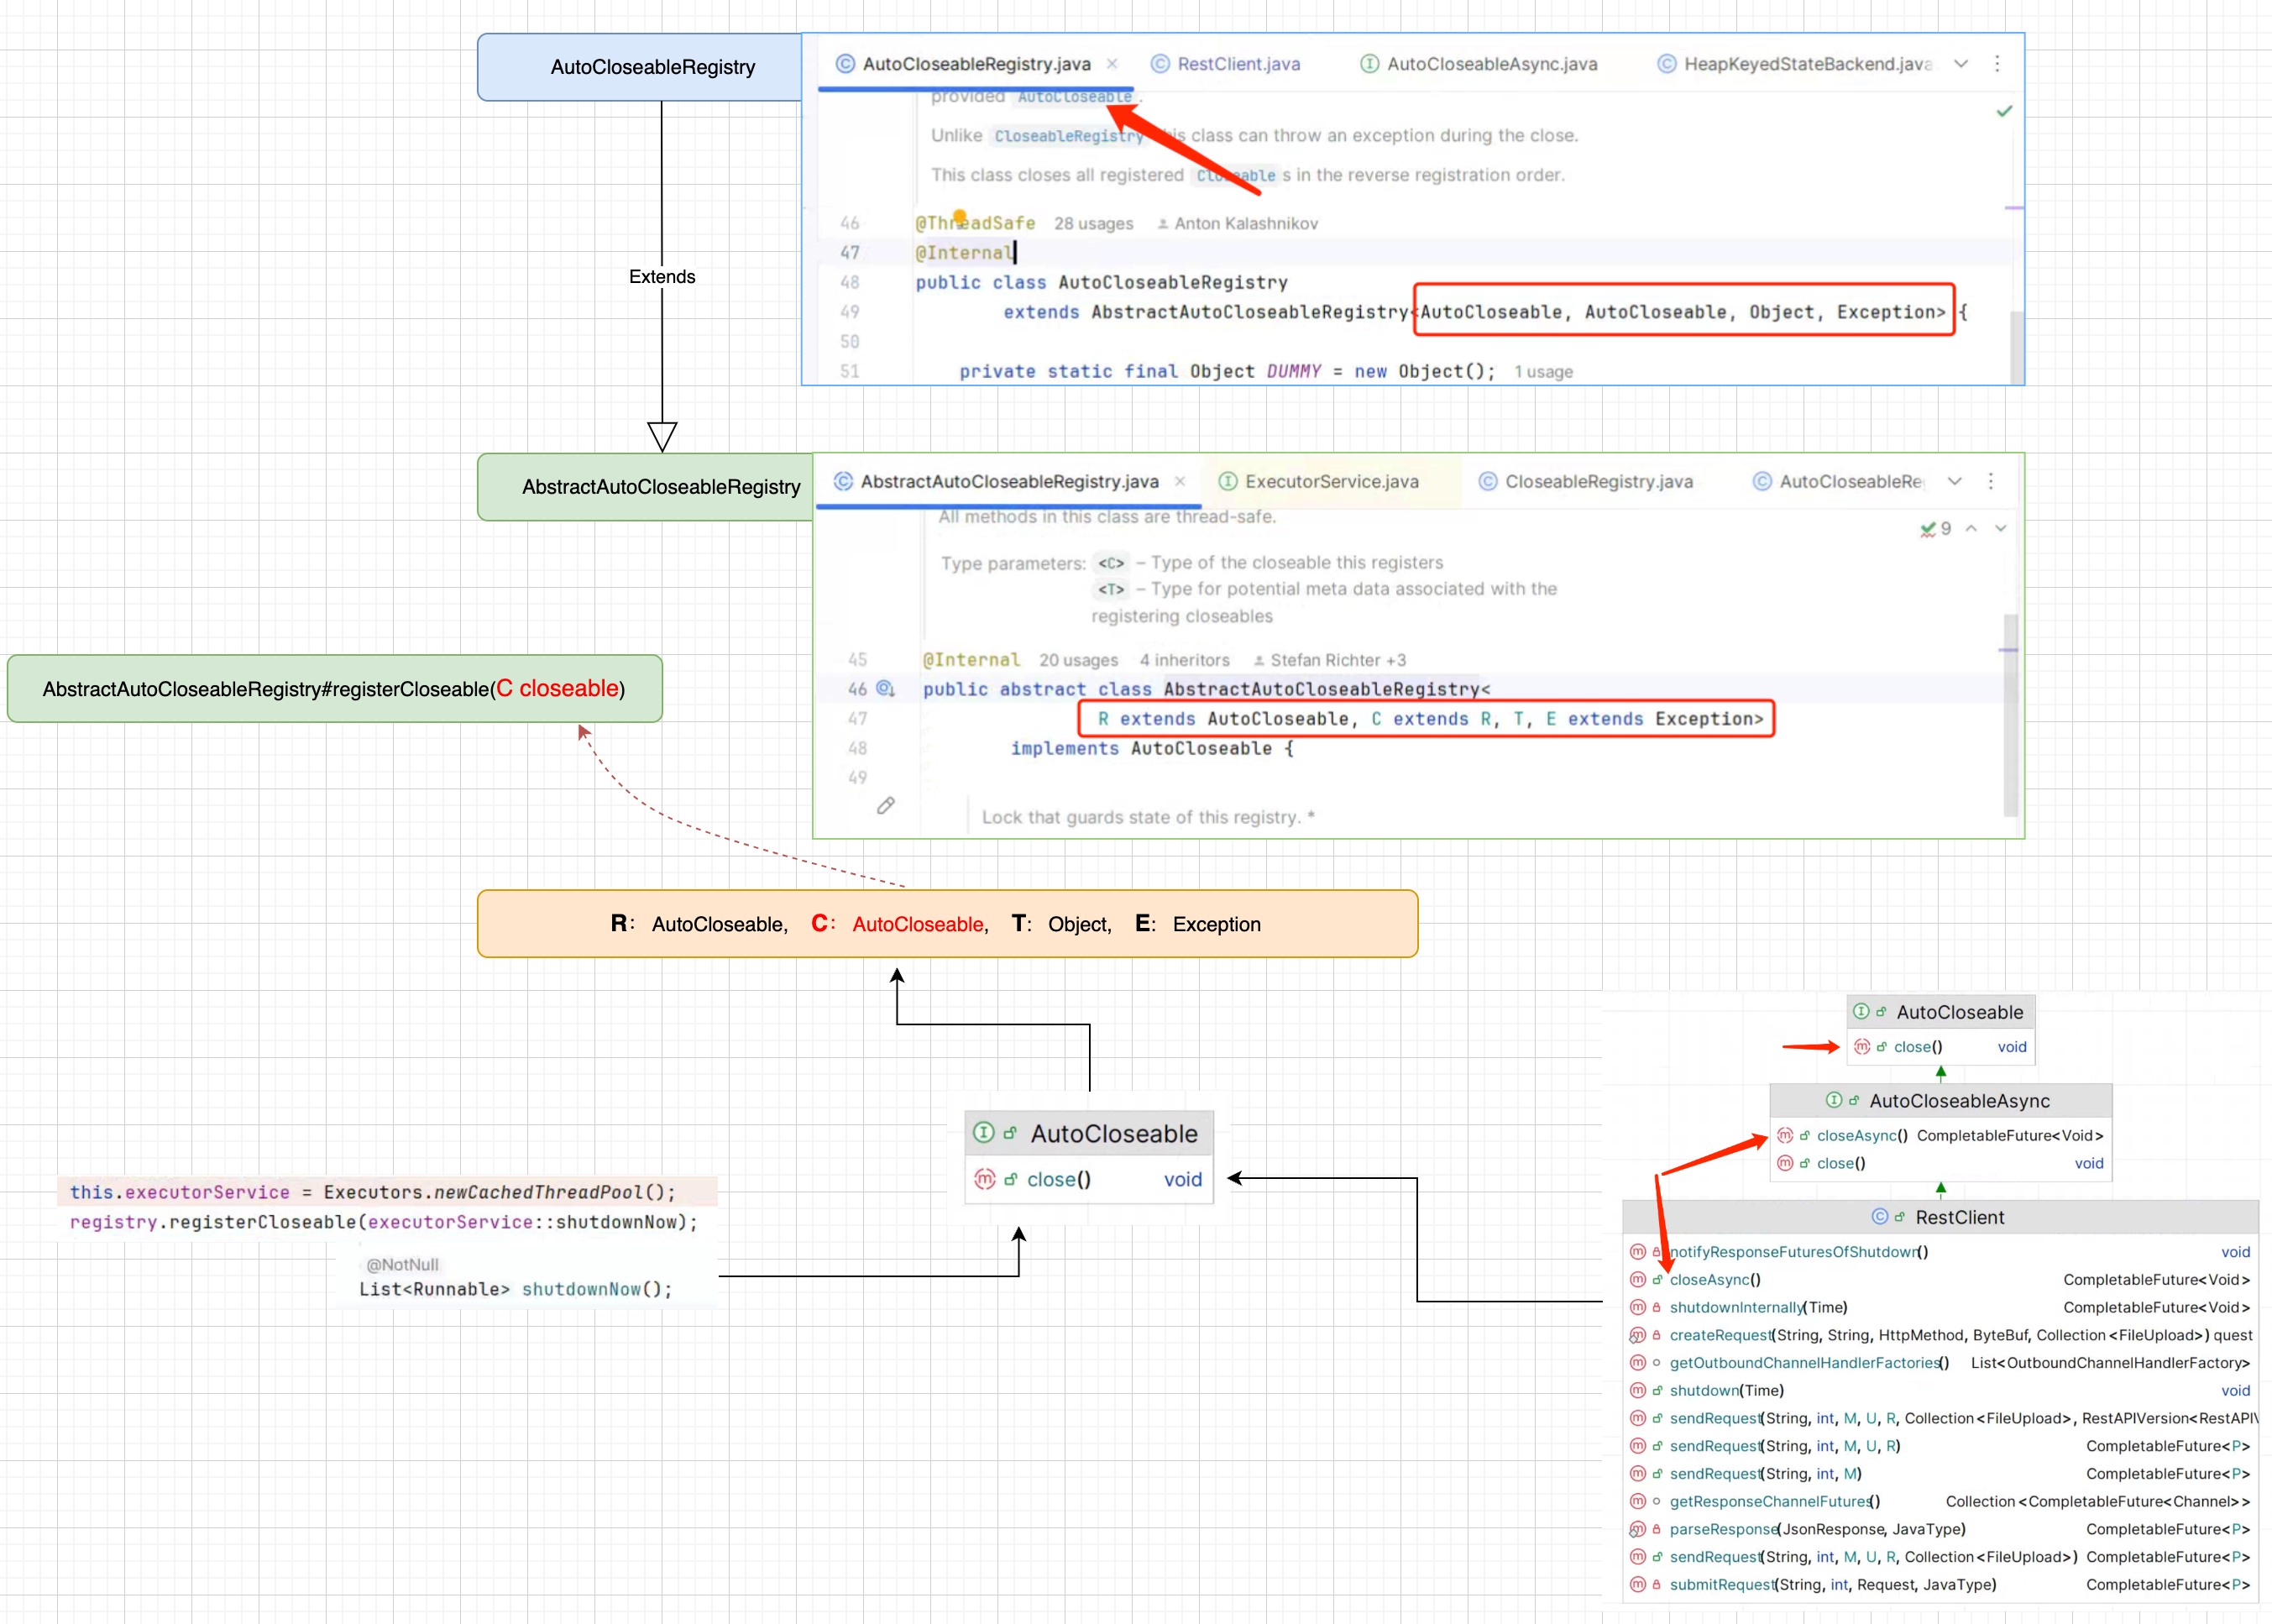 AutoCloseableRegistry
AutoCloseableRegistry.java
RestClient.java
AutoCloseableAsync.java
HeapKeyedStateBackend.java
provided AutoCloseable.
Unlike CloseableRegistry this class can throw an exception during the close.
This class closes all registered Closeable s in the reverse registration order.
46 @ThreadSafe 28 usages Anton Kalashnikov
47 @Internal
48 public class AutoCloseableRegistry
49 extends AbstractAutoCloseableRegistry<AutoCloseable, AutoCloseable, Object, Exception> {
50
51 private static final Object DUMMY = new Object(); 1 usage
Extends
AbstractAutoCloseableRegistry
AbstractAutoCloseableRegistry.java
ExecutorService.java
CloseableRegistry.java
AutoCloseableRe
All methods in this class are thread-safe.
9
Type parameters: <C> – Type of the closeable this registers
<T> – Type for potential meta data associated with the
registering closeables
45 @Internal 20 usages 4 inheritors Stefan Richter +3
46 public abstract class AbstractAutoCloseableRegistry<
47 R extends AutoCloseable, C extends R, T, E extends Exception>
48 implements AutoCloseable {
49
Lock that guards state of this registry. *
AbstractAutoCloseableRegistry#registerCloseable(C closeable)
R: AutoCloseable, C: AutoCloseable, T: Object, E: Exception
AutoCloseable
close() void
this.executorService = Executors.newCachedThreadPool();
registry.registerCloseable(executorService::shutdownNow);
@NotNull
List<Runnable> shutdownNow();
AutoCloseable
close() void
AutoCloseableAsync
closeAsync() CompletableFuture<Void>
close() void
RestClient
notifyResponseFuturesOfShutdown() void
closeAsync() CompletableFuture<Void>
shutdownInternally(Time) CompletableFuture<Void>
createRequest(String, String, HttpMethod, ByteBuf, Collection<FileUpload>) quest
getOutboundChannelHandlerFactories() List<OutboundChannelHandlerFactory>
shutdown(Time) void
sendRequest(String, int, M, U, R, Collection<FileUpload>, RestAPIVersion<RestAPIV
sendRequest(String, int, M, U, R) CompletableFuture<P>
sendRequest(String, int, M) CompletableFuture<P>
getResponseChannelFutures() Collection<CompletableFuture<Channel>>
parseResponse(JsonResponse, JavaType) CompletableFuture<P>
sendRequest(String, int, M, U, R, Collection<FileUpload>) CompletableFuture<P>
submitRequest(String, int, Request, JavaType) CompletableFuture<P>